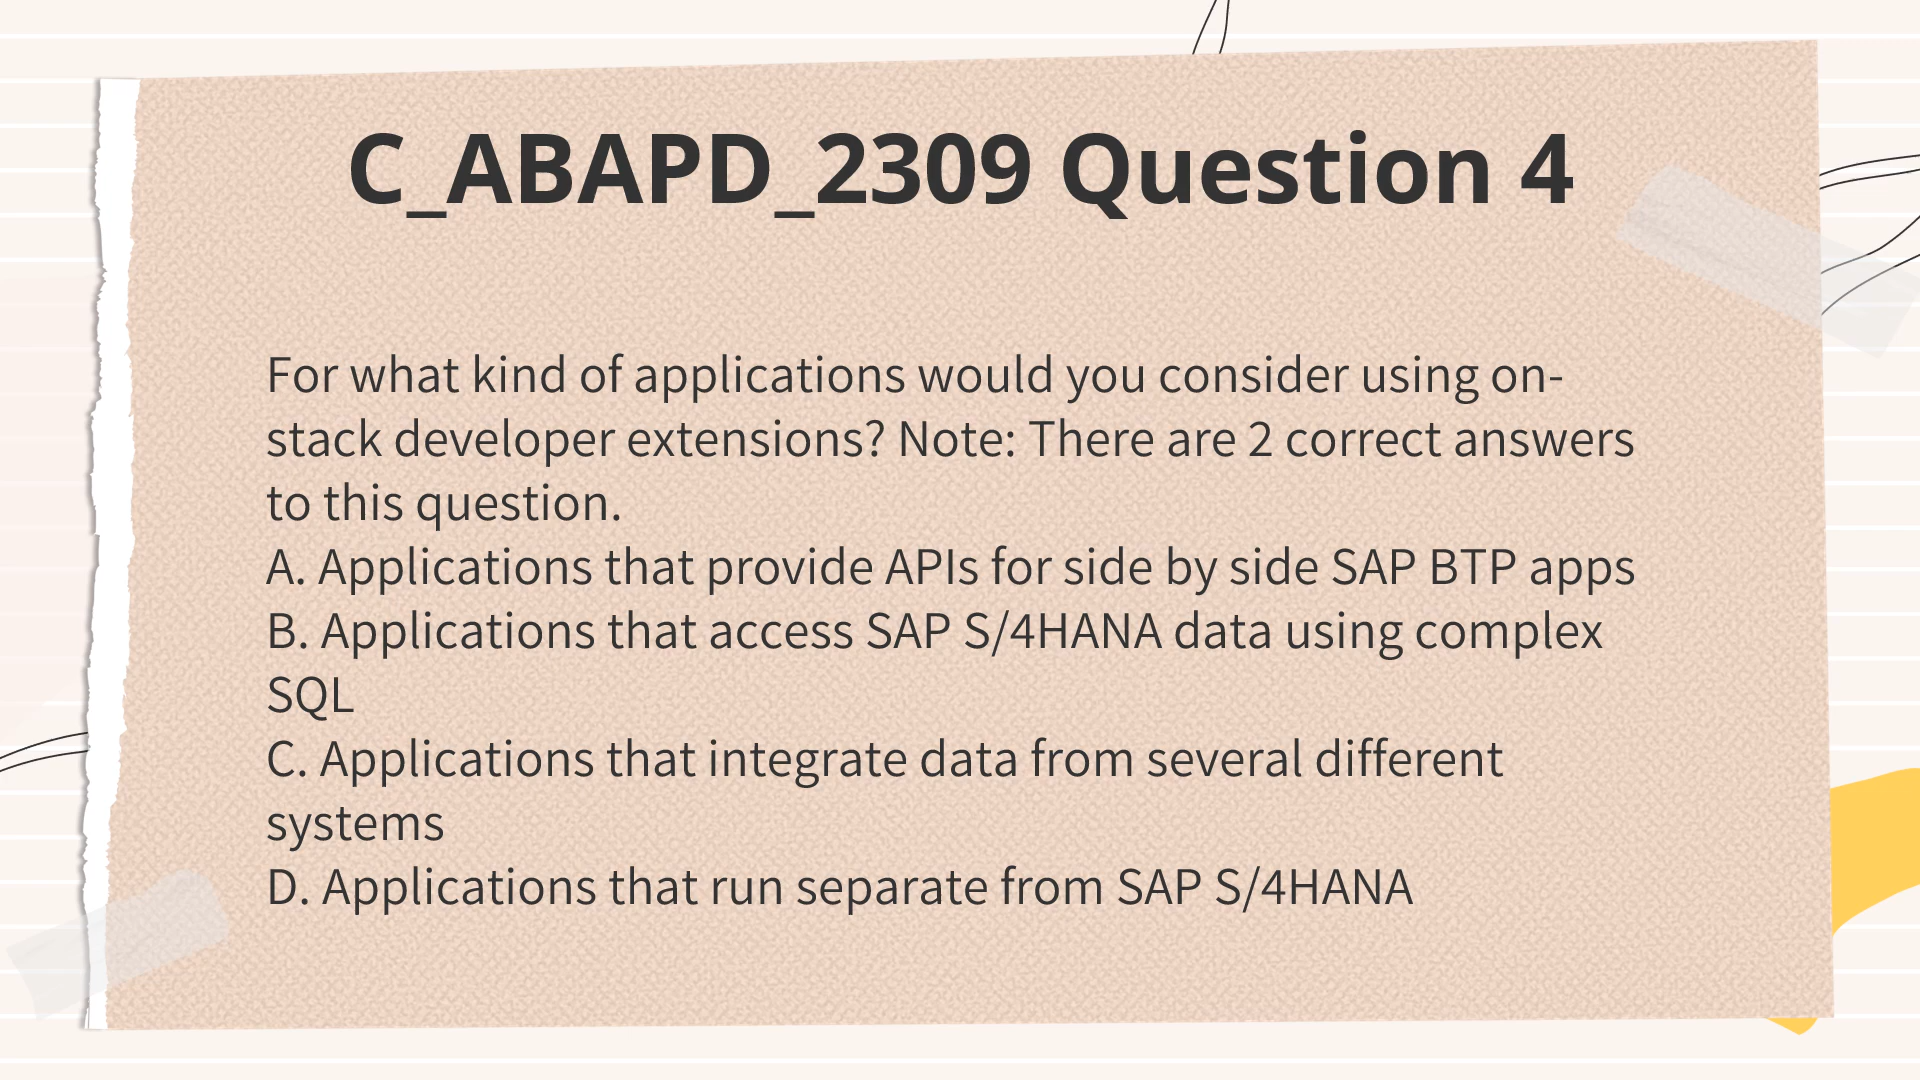 C_ABAPD_2309 Question 4
For what kind of applications would you consider using on-
stack developer extensions? Note: There are 2 correct answers
to this question.
A. Applications that provide APIs for side by side SAP BTP apps
B. Applications that access SAP S/4HANA data using complex
SQL
C. Applications that integrate data from several different
systems
D. Applications that run separate from SAP S/4HANA